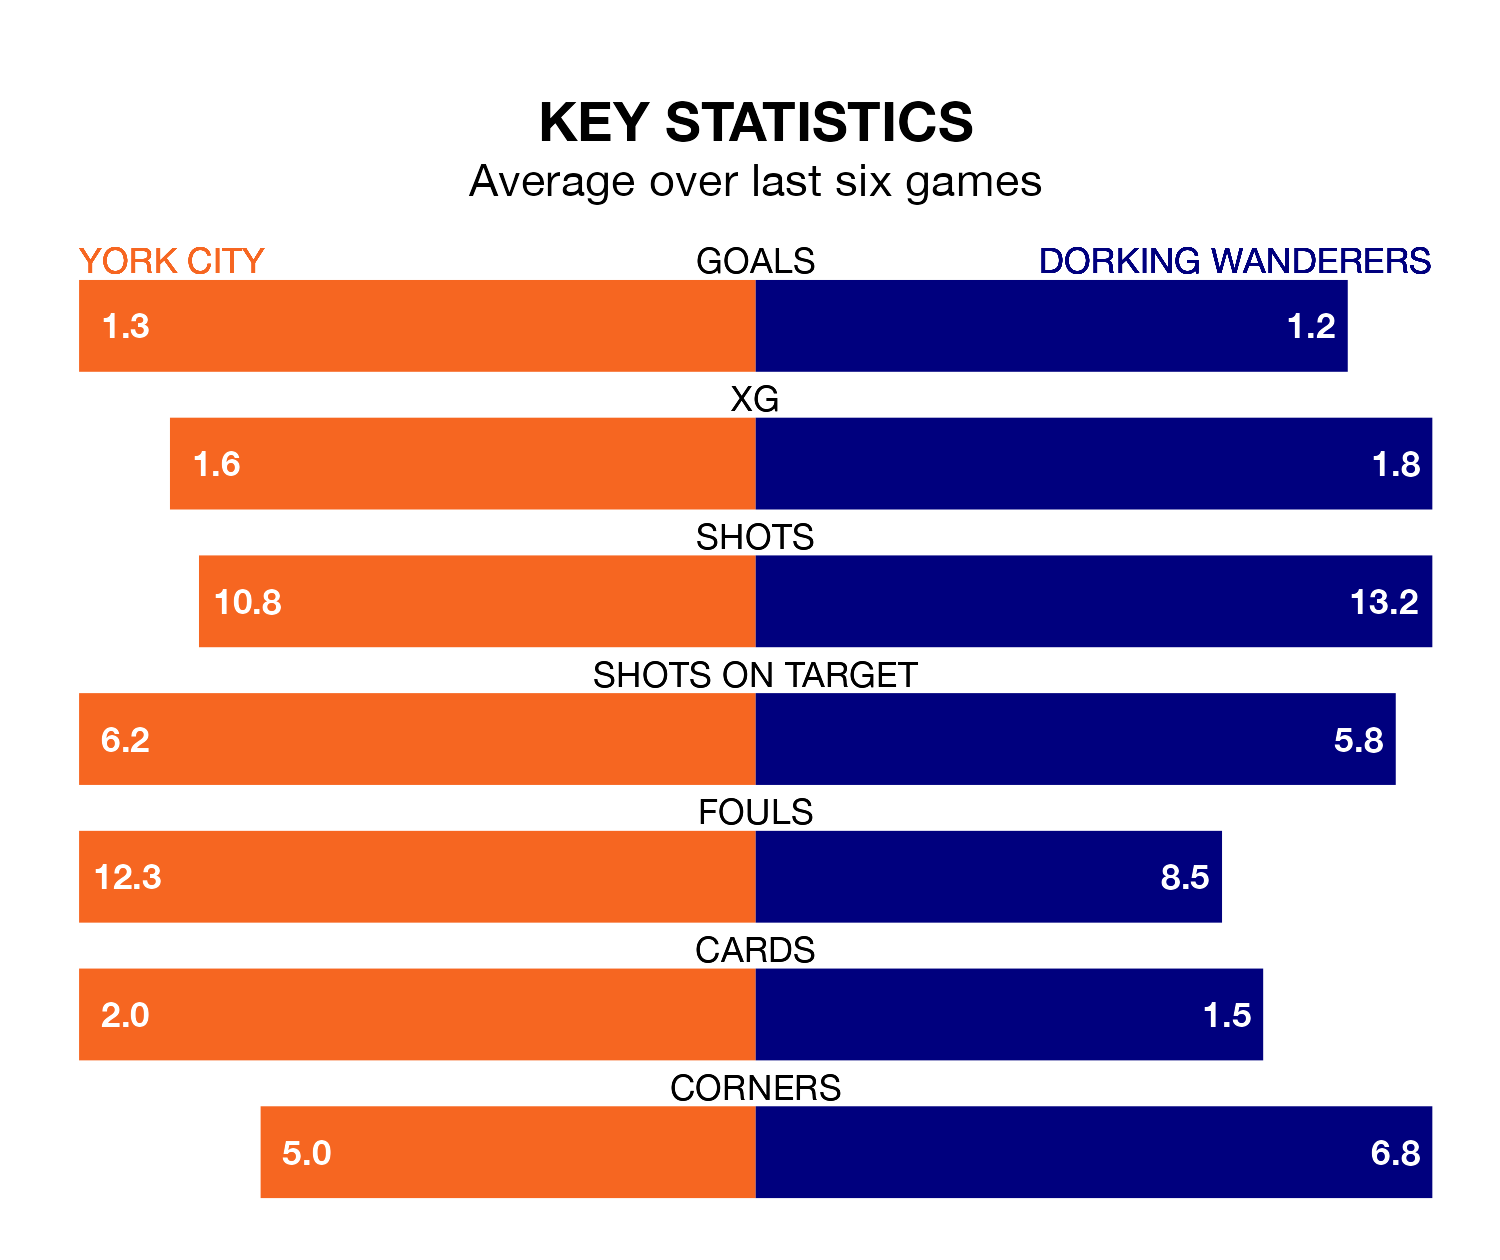 KEY STATISTICS
Average over last six games
YORK CITY GOALS DORKING WANDERERS
1.3 1.2
XG
1.6 1.8
SHOTS
10.8 13.2
SHOTS ON TARGET
6.2 5.8
FOULS
12.3 8.5
CARDS
2.0 1.5
CORNERS
5.0 6.8